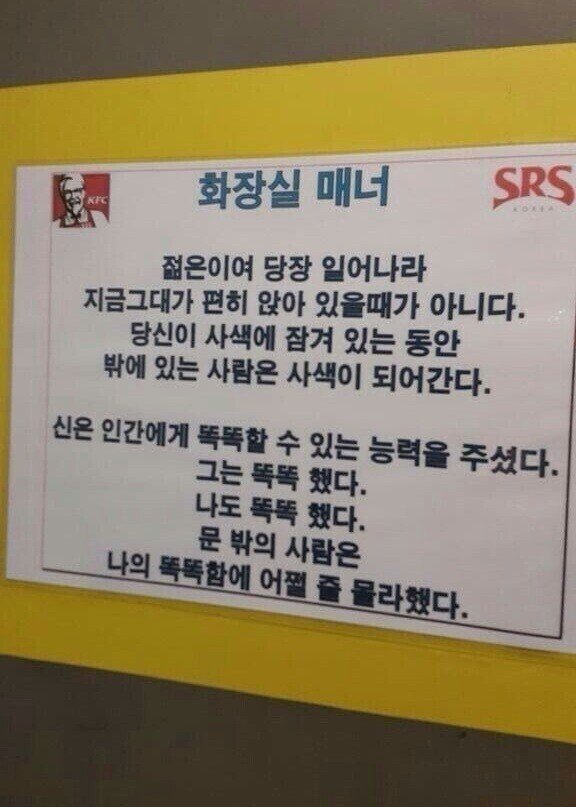 KFC
화장실 매너
SRS
KOREA
젊은이여 당장 일어나라
지금그대가 편히 앉아 있을때가 아니다.
당신이 사색에 잠겨 있는 동안
밖에 있는 사람은 사색이 되어간다.
신은 인간에게 똑똑할 수 있는 능력을 주셨다.
그는 똑똑 했다.
나도 똑똑 했다.
문 밖의 사람은
나의 똑똑함에 어쩔 줄 몰라했다.